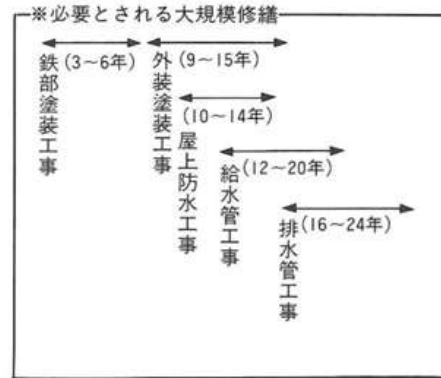 ※必要とされる大規模修繕
鉄部塗装工事
(3〜6年)
外装塗装工事
(9〜15年)
屋上防水工事
(10〜14年)
給水管工事
(12〜20年)
排水管工事
(16〜24年)